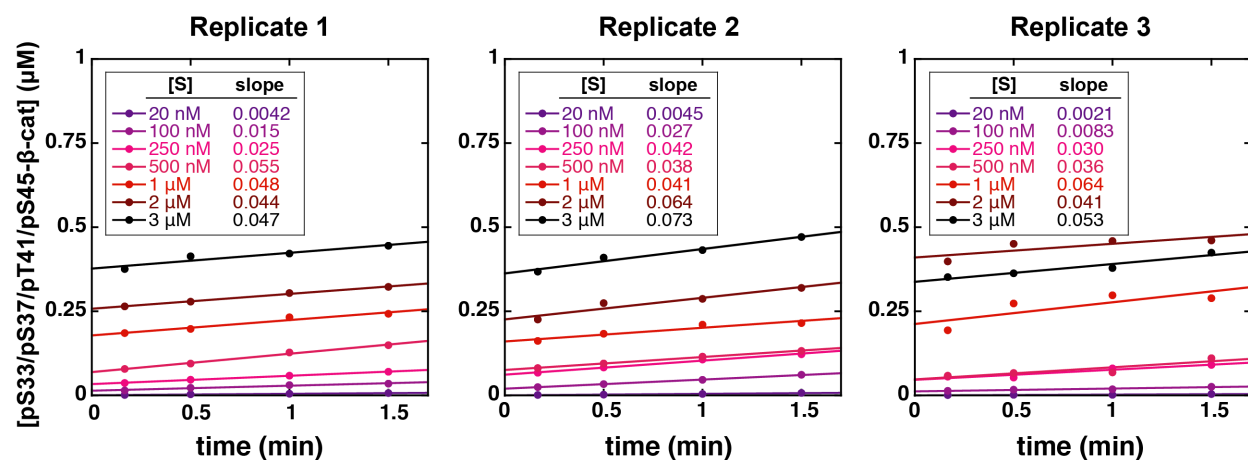 Replicate 1
Replicate 2
Replicate 3
[pS33/pS37/pT41/pS45-β-cat] (µM)
1
0.75
0.5
0.25
0
[S] slope
20 nM 0.0042
100 nM 0.015
250 nM 0.025
500 nM 0.055
1 µM 0.048
2 µM 0.044
3 µM 0.047
0 0.5 1 1.5
time (min)
1
0.75
0.5
0.25
0
[S] slope
20 nM 0.0045
100 nM 0.027
250 nM 0.042
500 nM 0.038
1 µM 0.041
2 µM 0.064
3 µM 0.073
0 0.5 1 1.5
time (min)
1
0.75
0.5
0.25
0
[S] slope
20 nM 0.0021
100 nM 0.0083
250 nM 0.030
500 nM 0.036
1 µM 0.064
2 µM 0.041
3 µM 0.053
0 0.5 1 1.5
time (min)